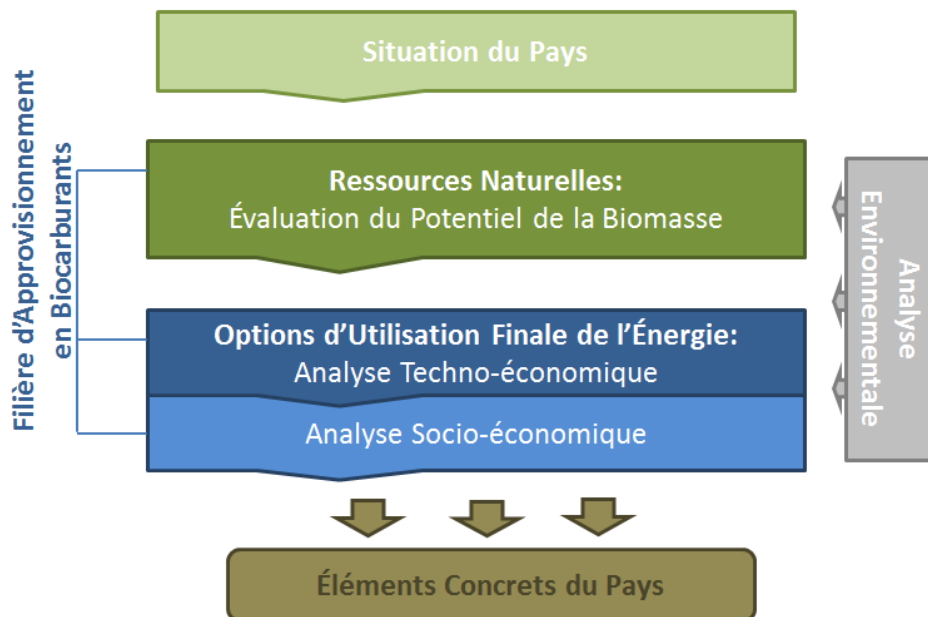 Situation du Pays
Filière d’Approvisionnement
en Biocarburants
Ressources Naturelles:
Évaluation du Potentiel de la Biomasse
Options d’Utilisation Finale de l’Énergie:
Analyse Techno-économique
Analyse Socio-économique
Analyse
Environnementale
Éléments Concrets du Pays